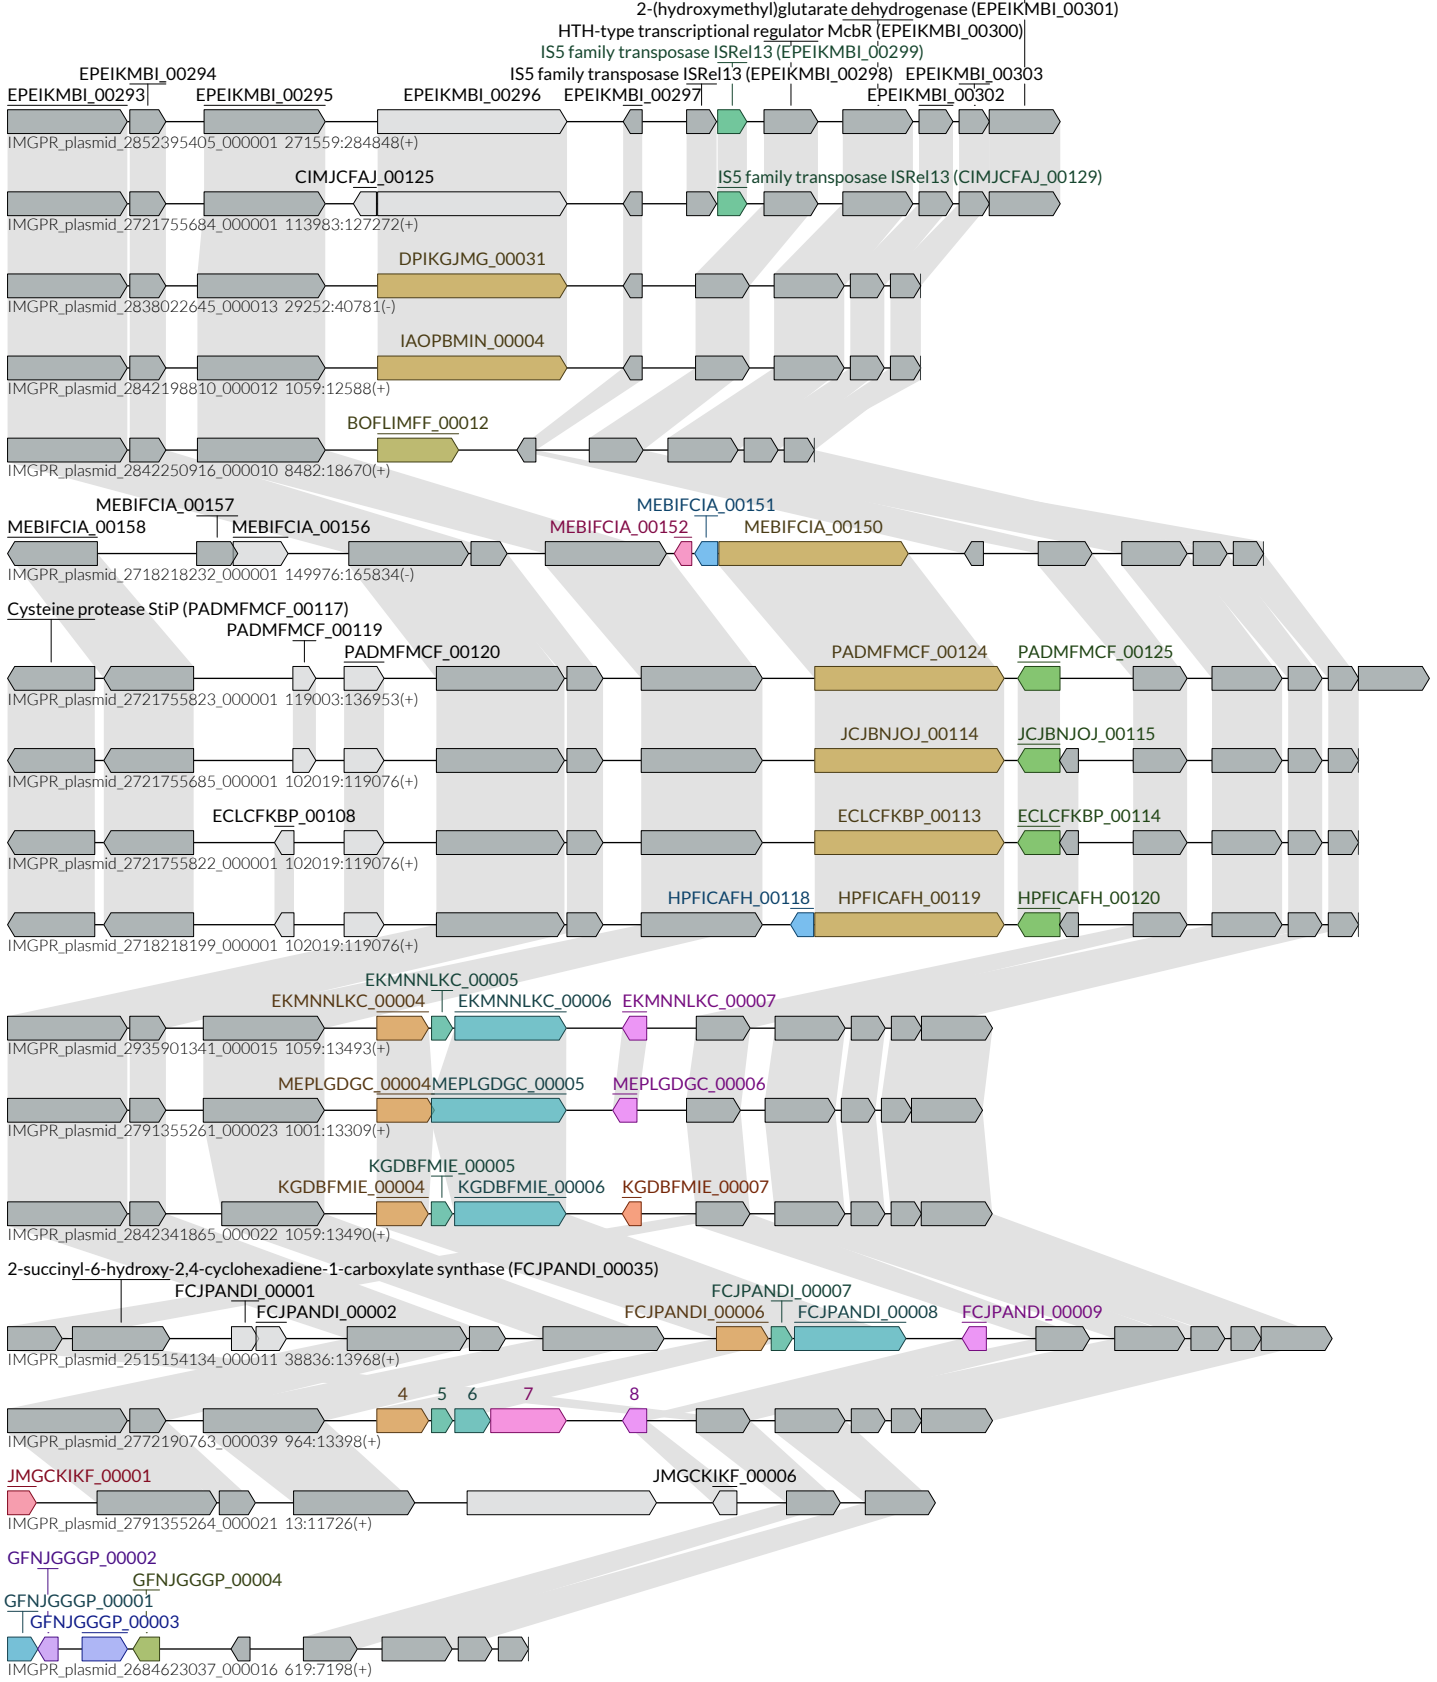 2-(hydroxymethyl)glutarate dehydrogenase (EPEIKMBI_00301)
HTH-type transcriptional regulator McbR (EPEIKMBI_00300)
IS5 family transposase ISRel13 (EPEIKMBI_00299)
EPEIKMBI_00294 IS5 family transposase ISRel13 (EPEIKMBI_00298) EPEIKMBI_00303
EPEIKMBI_00293 EPEIKMBI_00295 EPEIKMBI_00296 EPEIKMBI_00297 EPEIKMBI_00302
IMGPR_plasmid_2852395405_000001 271559:284848(+)
CIMJCFAJ_00125 IS5 family transposase ISRel13 (CIMJCFAJ_00129)
IMGPR_plasmid_2721755684_000001 113983:127272(+)
DPIKGJMG_00031
IMGPR_plasmid_2838022645_000013 29252:40781(-)
IAOPBMIN_00004
IMGPR_plasmid_2842198810_000012 1059:12588(+)
BOFLIMFF_00012
IMGPR_plasmid_2842250916_000010 8482:18670(+)
MEBIFCIA_00157 MEBIFCIA_00151
MEBIFCIA_00158 MEBIFCIA_00156 MEBIFCIA_00152 MEBIFCIA_00150
IMGPR_plasmid_2718218232_000001 149976:165834(-)
Cysteine protease StiP (PADMFMCF_00117)
PADMFMCF_00119
PADMFMCF_00120 PADMFMCF_00124 PADMFMCF_00125
IMGPR_plasmid_2721755823_000001 119003:136953(+)
JCJBNJOJ_00114 JCJBNJOJ_00115
IMGPR_plasmid_2721755685_000001 102019:119076(+)
ECLCFKBP_00108 ECLCFKBP_00113 ECLCFKBP_00114
IMGPR_plasmid_2721755822_000001 102019:119076(+)
HPFICAFH_00118 HPFICAFH_00119 HPFICAFH_00120
IMGPR_plasmid_2718218199_000001 102019:119076(+)
EKMNNLKC_00005
EKMNNLKC_00004 EKMNNLKC_00006 EKMNNLKC_00007
IMGPR_plasmid_2935901341_000015 1059:13493(+)
MEPLGDGC_00004 MEPLGDGC_00005 MEPLGDGC_00006
IMGPR_plasmid_2791355261_000023 1001:13309(+)
KGDBFMIE_00005
KGDBFMIE_00004 KGDBFMIE_00006 KGDBFMIE_00007
IMGPR_plasmid_2842341865_000022 1059:13490(+)
2-succinyl-6-hydroxy-2,4-cyclohexadiene-1-carboxylate synthase (FCJPANDI_00035)
FCJPANDI_00001 FCJPANDI_00007
FCJPANDI_00002 FCJPANDI_00006 FCJPANDI_00008 FCJPANDI_00009
IMGPR_plasmid_2515154134_000011 38836:13968(+)
4 5 6 7 8
IMGPR_plasmid_2772190763_000039 964:13398(+)
JMGCKIKF_00001 JMGCKIKF_00006
IMGPR_plasmid_2791355264_000021 13:11726(+)
GFNJGGGP_00002
GFNJGGGP_00004
GFNJGGGP_00001
GFNJGGGP_00003
IMGPR_plasmid_2684623037_000016 619:7198(+)